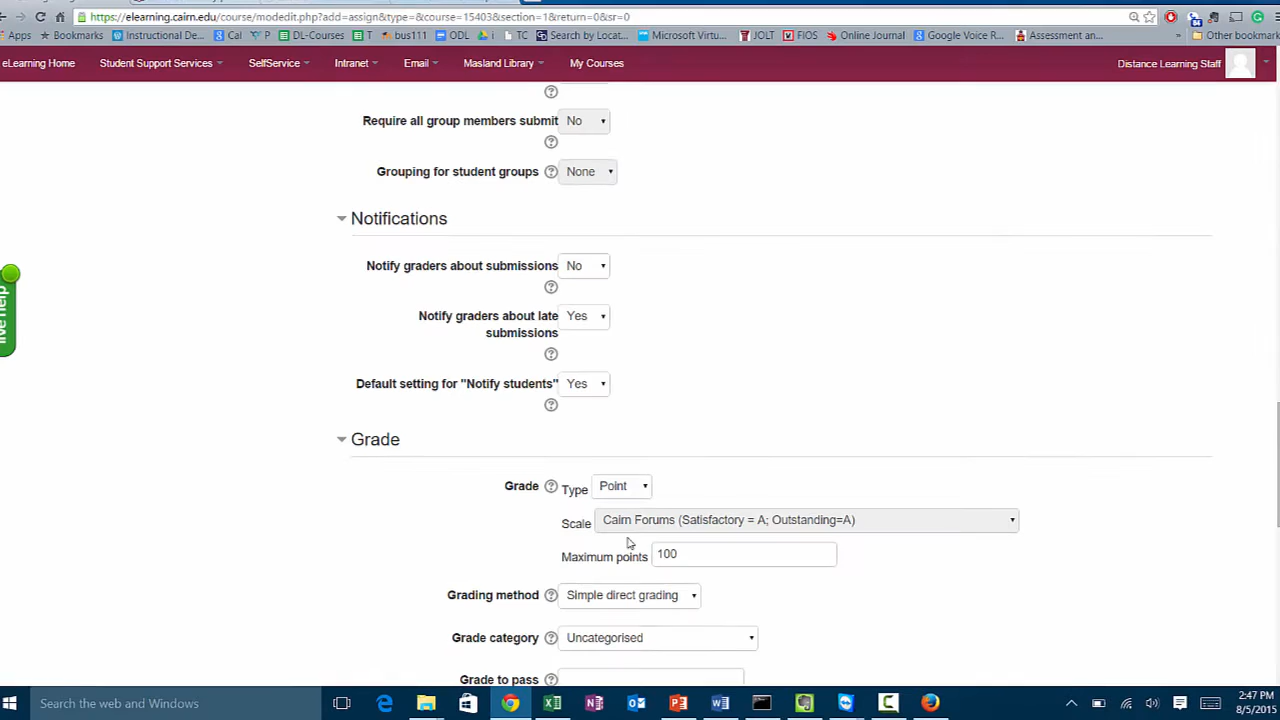 https://elearning.cairn.edu/course/modedit.php?add=assign&type=&course=15403&section=1&return=0&sr=0
Apps Bookmarks Instructional De... Cal P DL-Courses T bus111 ODL i TC Search by Locat... Microsoft Virtu... JOLT FIOS Online Journal Google Voice R... Assessment an... » Other bookmark
eLearning Home Student Support Services SelfService Intranet Email Masland Library My Courses Distance Learning Staff
Require all group members submit No
Grouping for student groups None
Notifications
Notify graders about submissions No
live help
Notify graders about late submissions Yes
Default setting for "Notify students" Yes
Grade
Grade Type Point
Scale Cairn Forums (Satisfactory = A; Outstanding=A)
Maximum points 100
Grading method Simple direct grading
Grade category Uncategorised
Grade to pass
Search the web and Windows
2:47 PM
8/5/2015